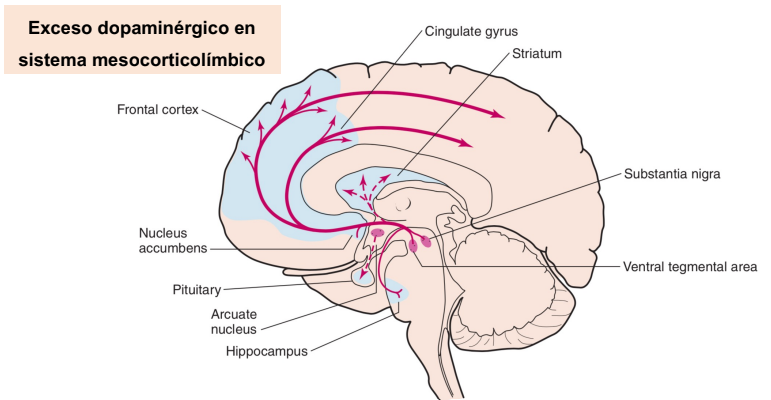 Exceso dopaminérgico en
sistema mesocorticolímbico
Cingulate gyrus
Striatum
Frontal cortex
Substantia nigra
Nucleus
accumbens
Ventral tegmental area
Pituitary
Arcuate
nucleus
Hippocampus